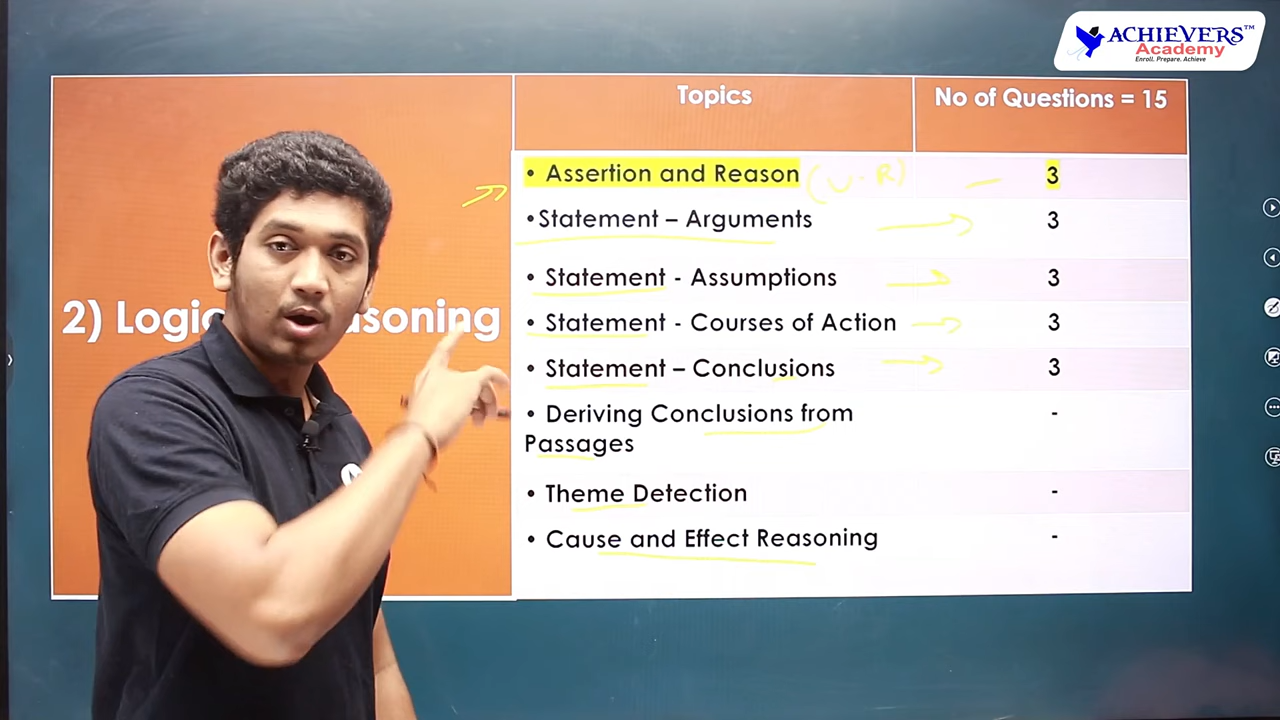 ACHIEVERS™
Academy
Enroll. Prepare. Achieve
Topics
No of Questions = 15
2) Logic
asoning
• Assertion and Reason (V.R) 3
•Statement – Arguments 3
• Statement - Assumptions 3
• Statement - Courses of Action 3
• Statement – Conclusions 3
• Deriving Conclusions from -
Passages
• Theme Detection -
• Cause and Effect Reasoning -